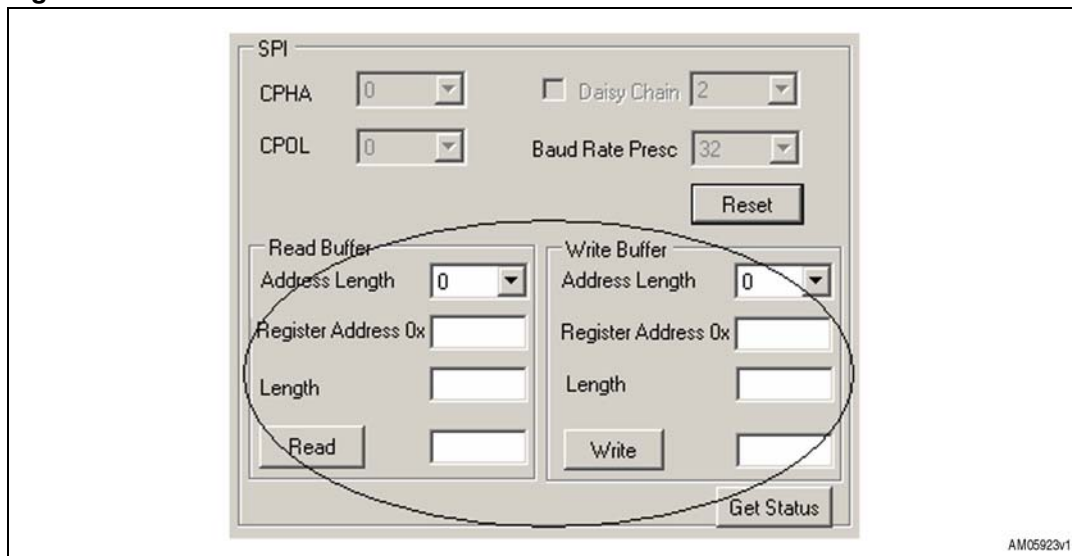 SPI
CPHA 0 Daisy Chain 2
CPOL 0 Baud Rate Presc 32
Reset
Read Buffer Write Buffer
Address Length 0 Address Length 0
Register Address 0x Register Address 0x
Length Length
Read Write
Get Status
AM05923v1